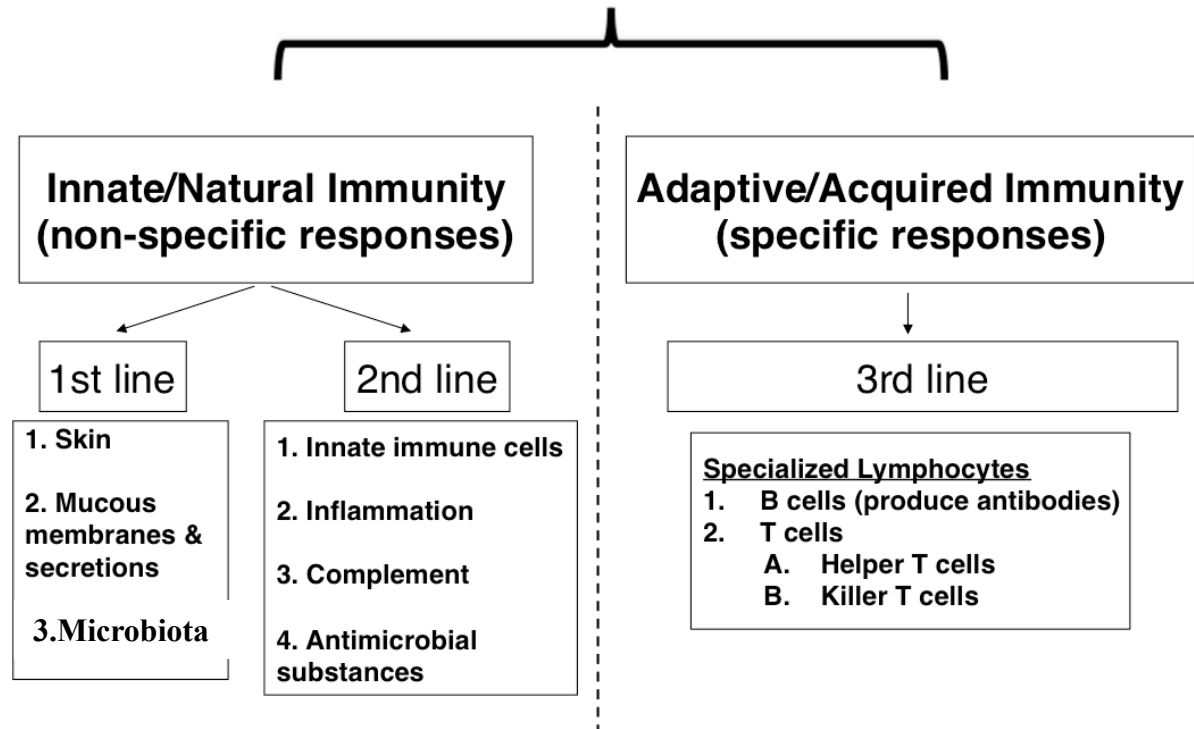 Innate/Natural Immunity
(non-specific responses)
1st line
1. Skin
2. Mucous
membranes &
secretions
3.Microbiota
2nd line
1. Innate immune cells
2. Inflammation
3. Complement
4. Antimicrobial
substances
Adaptive/Acquired Immunity
(specific responses)
3rd line
Specialized Lymphocytes
1. B cells (produce antibodies)
2. T cells
A. Helper T cells
B. Killer T cells